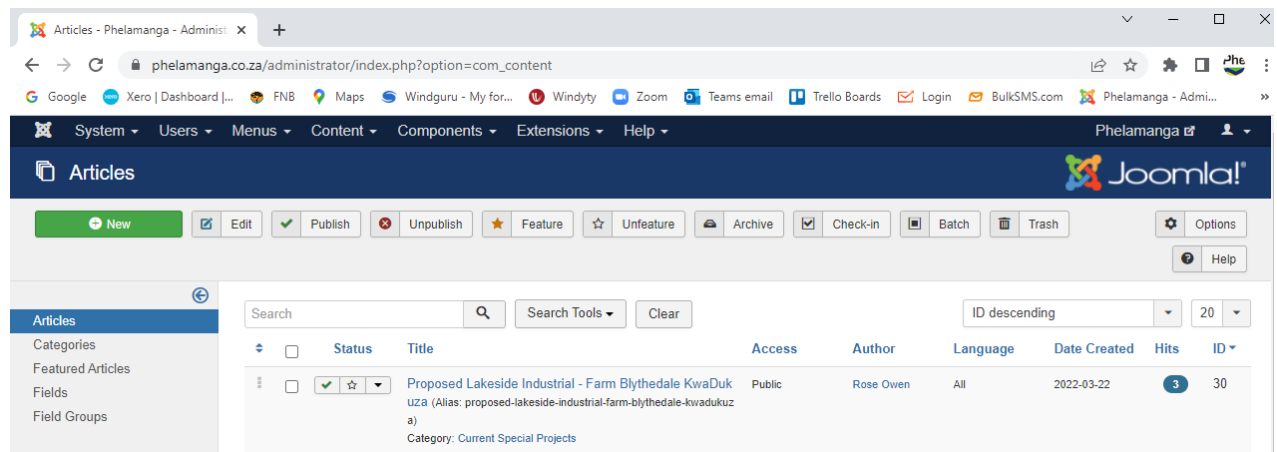 Articles - Phelamanga - Administ
phelamanga.co.za/administrator/index.php?option=com_content
phe
Google Xero | Dashboard |... FNB Maps Windguru - My for... Windyty Zoom Teams email Trello Boards Login BulkSMS.com Phelamanga - Admi... »
System Users Menus Content Components Extensions Help Phelamanga
Articles Joomla!®
New Edit Publish Unpublish Feature Unfeature Archive Check-in Batch Trash Options
Help
Search Search Tools Clear ID descending 20
Articles
Categories
Featured Articles
Fields
Field Groups
Status Title Access Author Language Date Created Hits ID
Proposed Lakeside Industrial - Farm Blythedale KwaDuk Public Rose Owen All 2022-03-22 3 30
uza (Alias: proposed-lakeside-industrial-farm-blythedale-kwadukuz
a)
Category: Current Special Projects